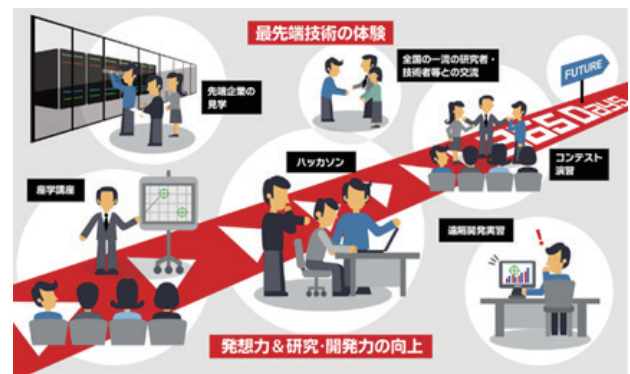 最先端技術の体験
全国の一流の研究者・
技術者等との交流
FUTURE
先端企業の
見学
365 Days
ハッカソン
コンテスト
演習
座学講座
遠隔開発実習
!
発想力&研究・開発力の向上